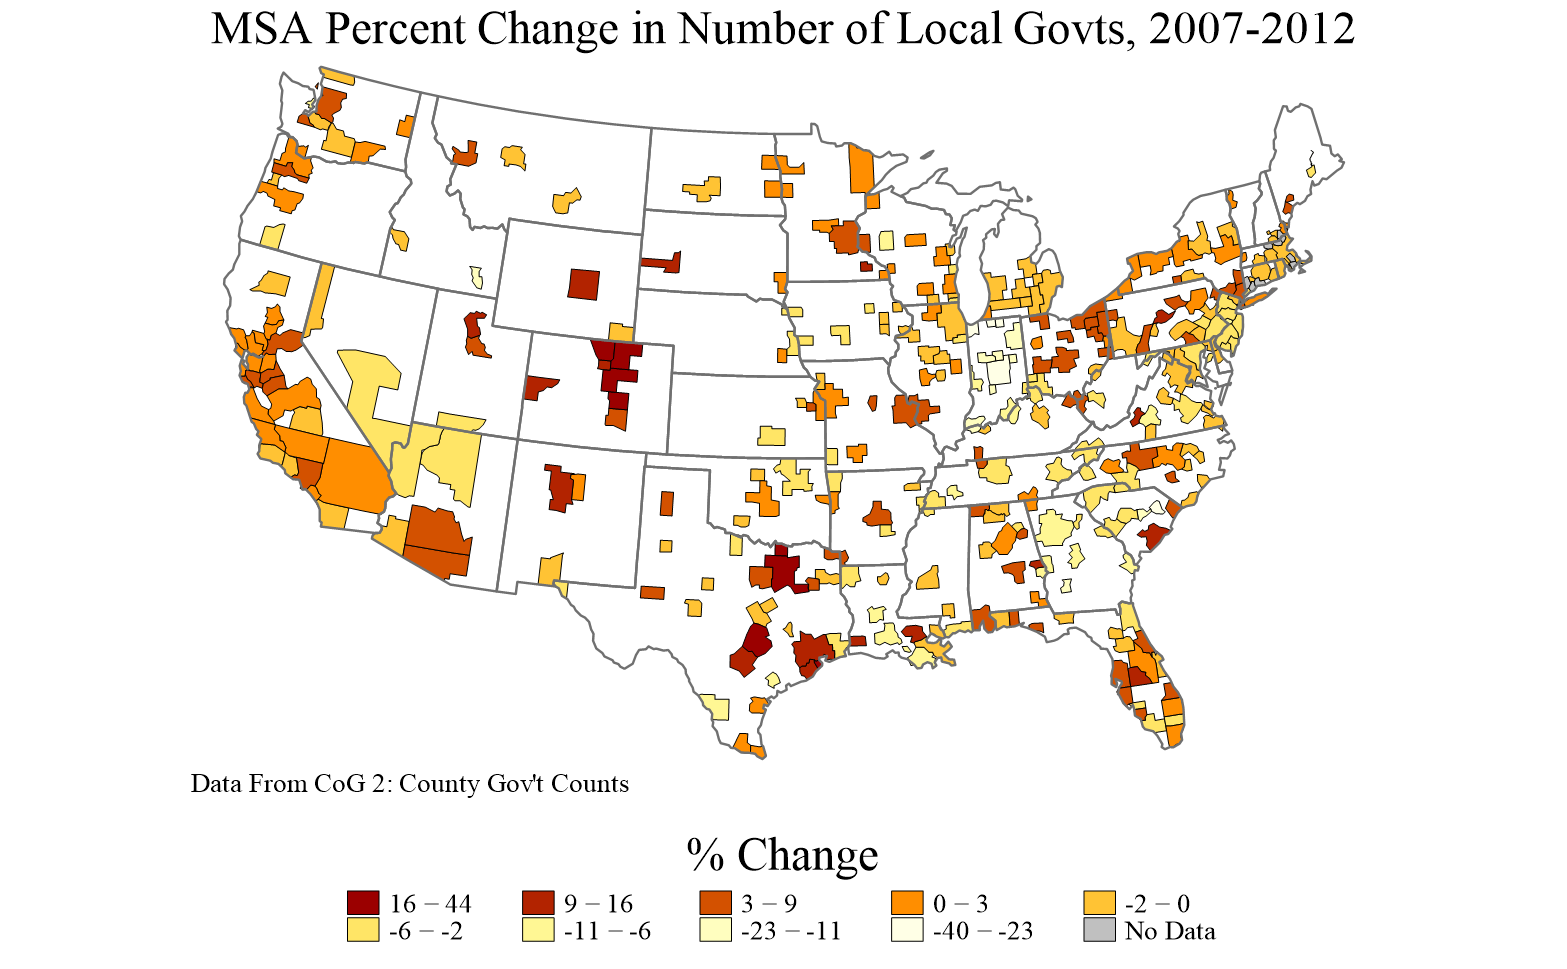 MSA Percent Change in Number of Local Govts, 2007-2012
Data From CoG 2: County Gov't Counts
% Change
16 − 44 9 − 16 3 − 9 0 − 3 -2 − 0
-6 − -2 -11 − -6 -23 − -11 -40 − -23 No Data